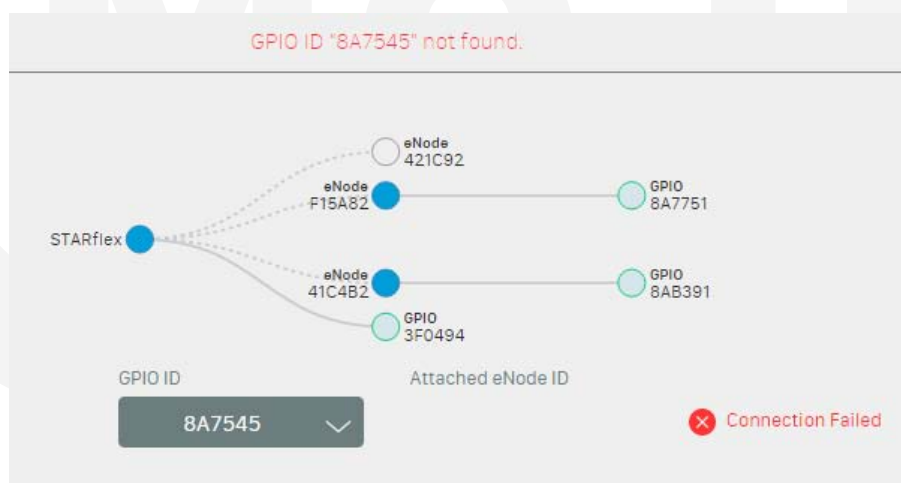 GPIO ID "8A7545" not found.
eNode
421C92
eNode
F15A82
GPIO
8A7751
STARflex
eNode
41C4B2
GPIO
8AB391
GPIO
3F0494
GPIO ID
Attached eNode ID
8A7545
Connection Failed